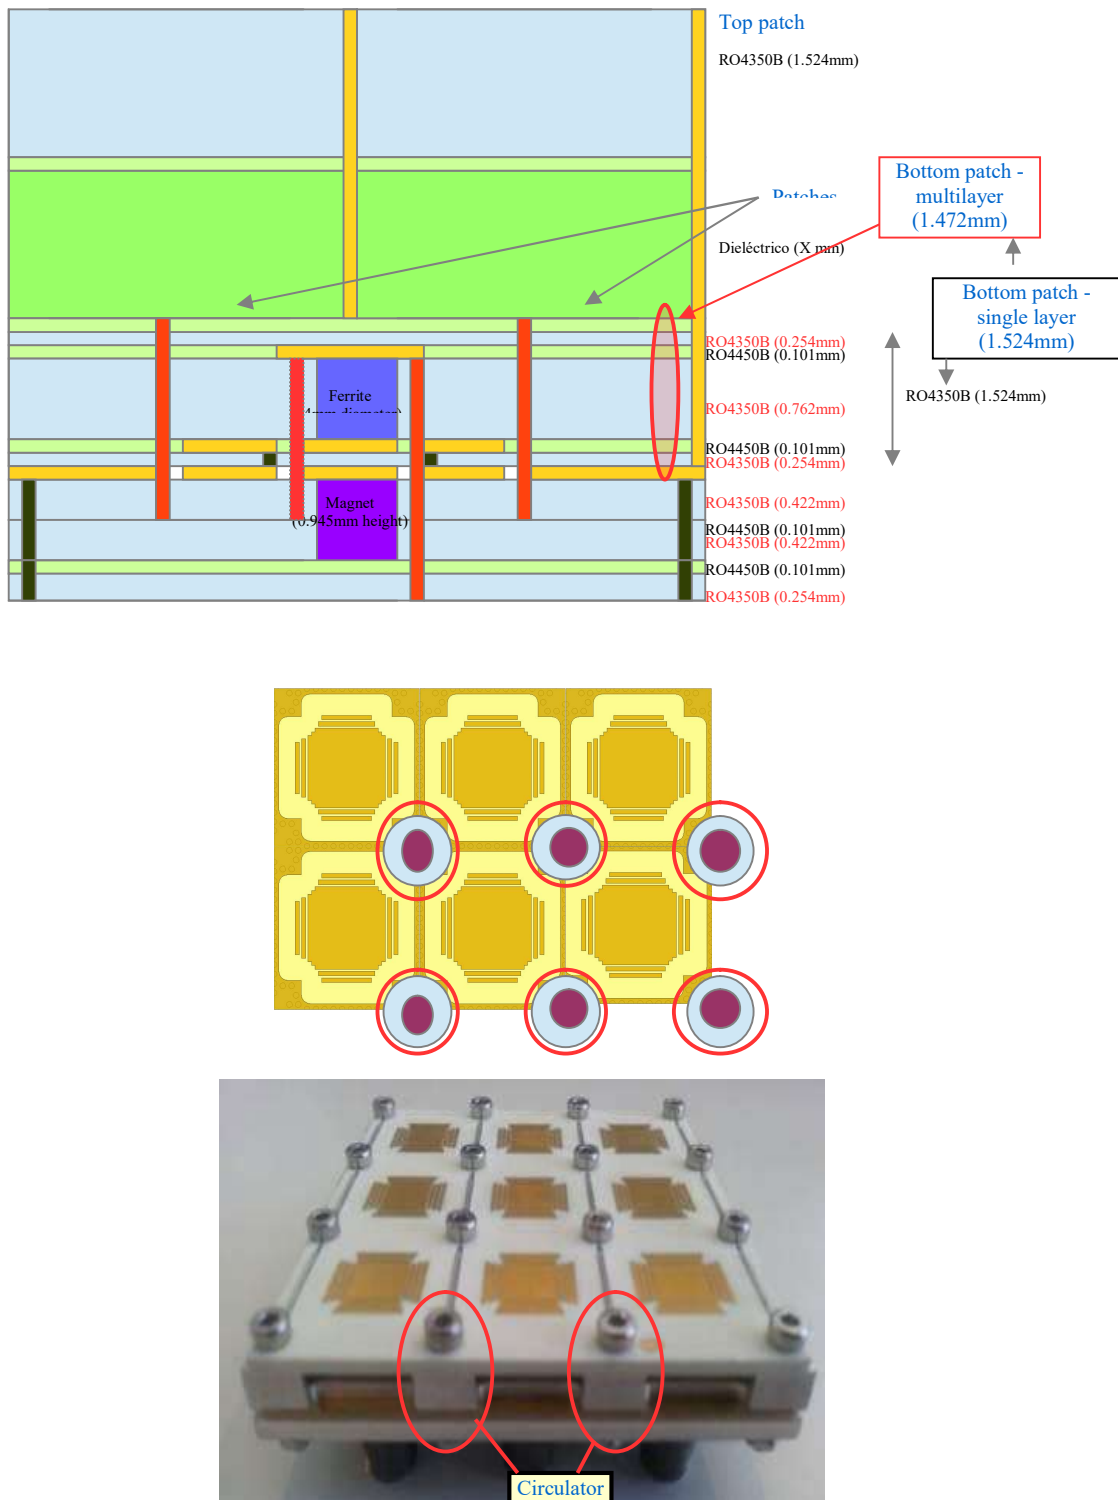 Top patch
RO4350B (1.524mm)
Bottom patch -
multilayer
(1.472mm)
Patches
Dieléctrico (X mm)
Bottom patch -
single layer
(1.524mm)
RO4350B (0.254mm)
RO4450B (0.101mm)
RO4350B (1.524mm)
Ferrite
4mm diameter)
RO4350B (0.762mm)
RO4450B (0.101mm)
RO4350B (0.254mm)
Magnet
(0.945mm height)
RO4350B (0.422mm)
RO4450B (0.101mm)
RO4350B (0.422mm)
RO4450B (0.101mm)
RO4350B (0.254mm)
Circulator